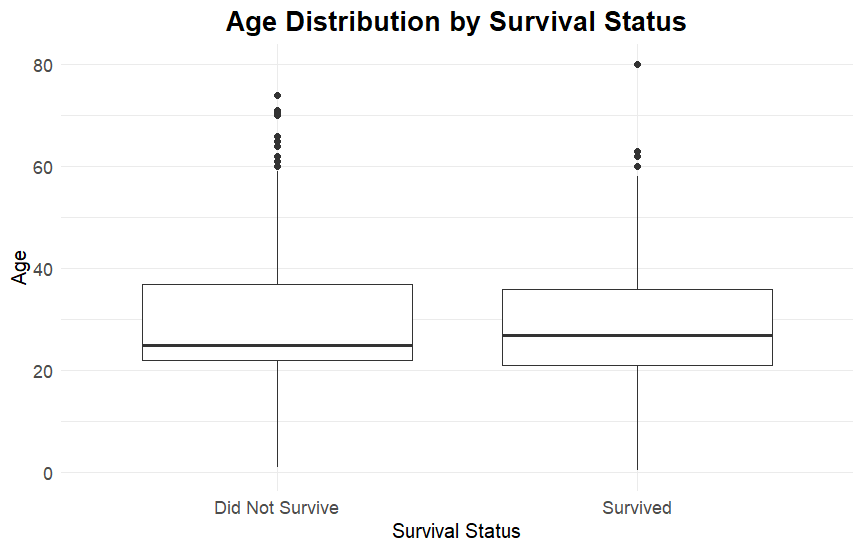 Age Distribution by Survival Status
80
60
40
20
0
Age
Did Not Survive
Survived
Survival Status